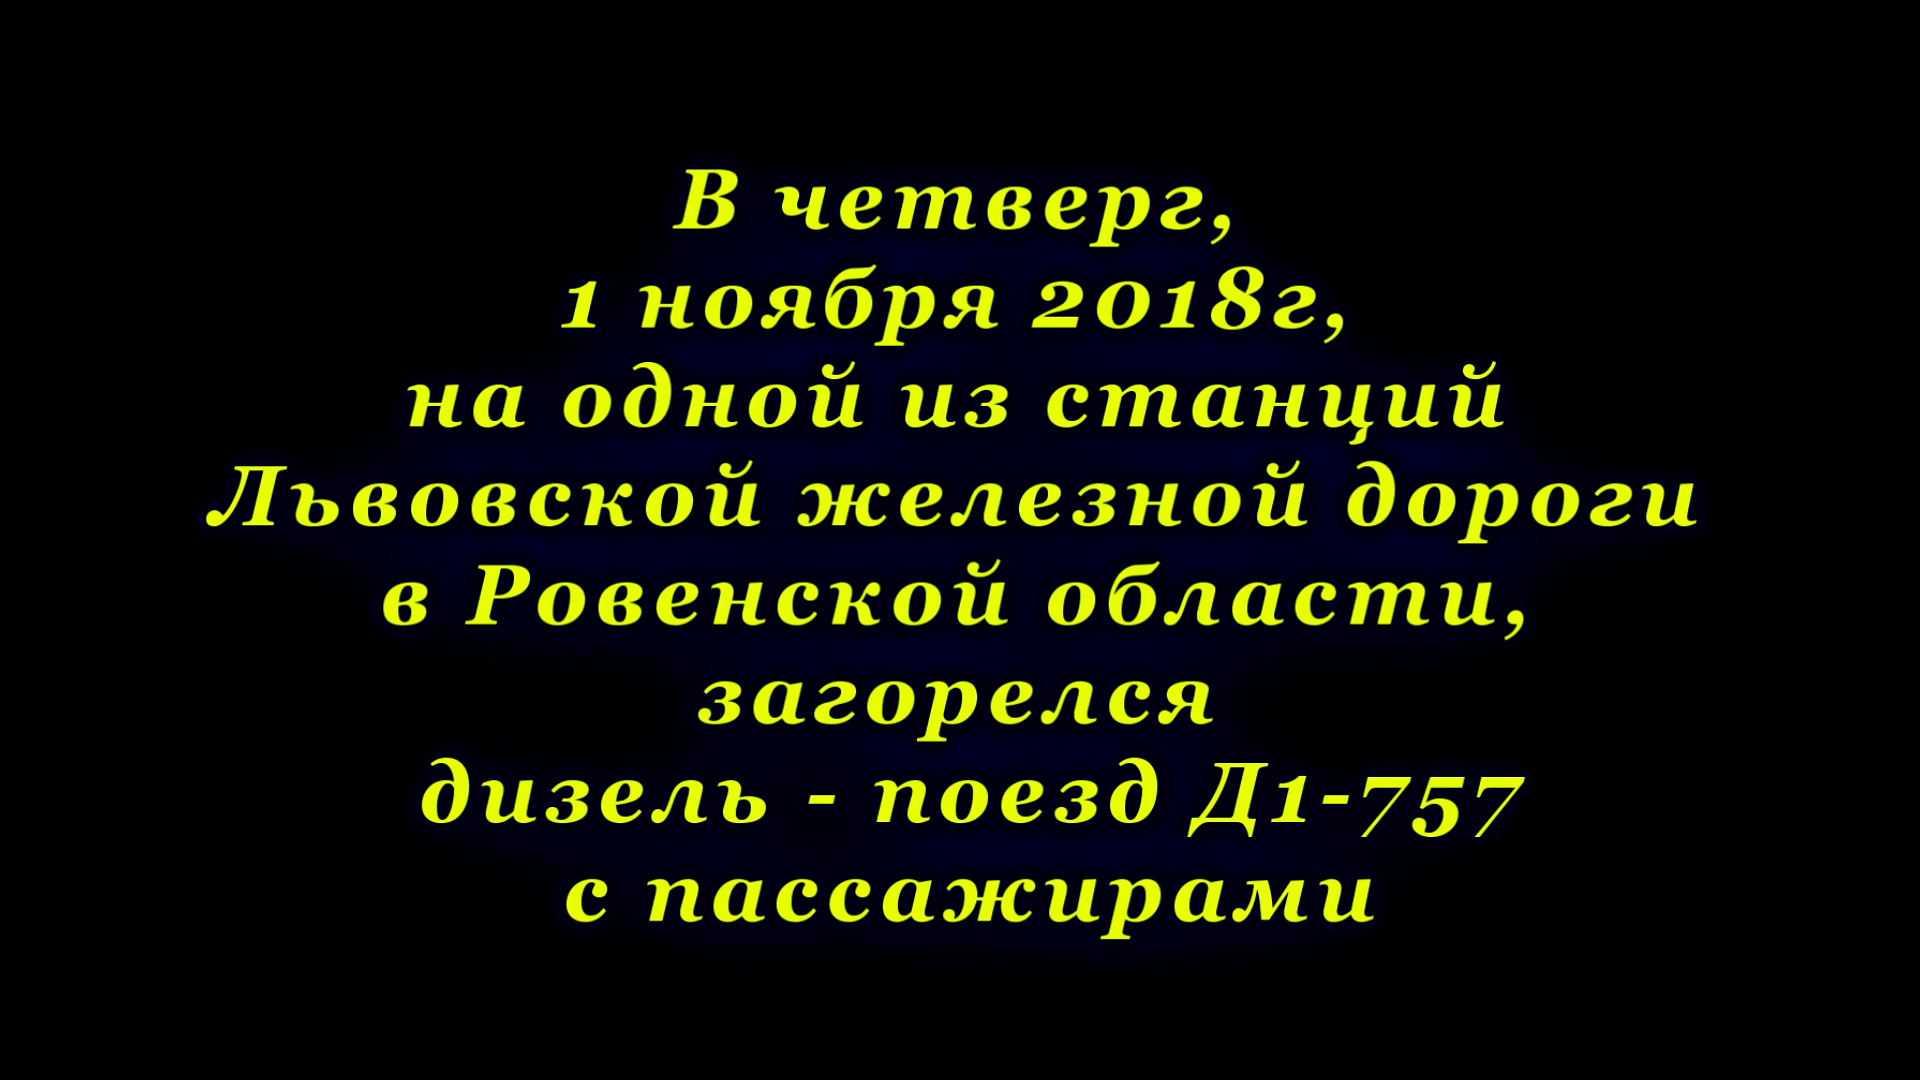 В четверг,
1 ноября 2018г,
на одной из станций
Львовской железной дороги
в Ровенской области,
загорелся
дизель - поезд Д1-757
с пассажирами